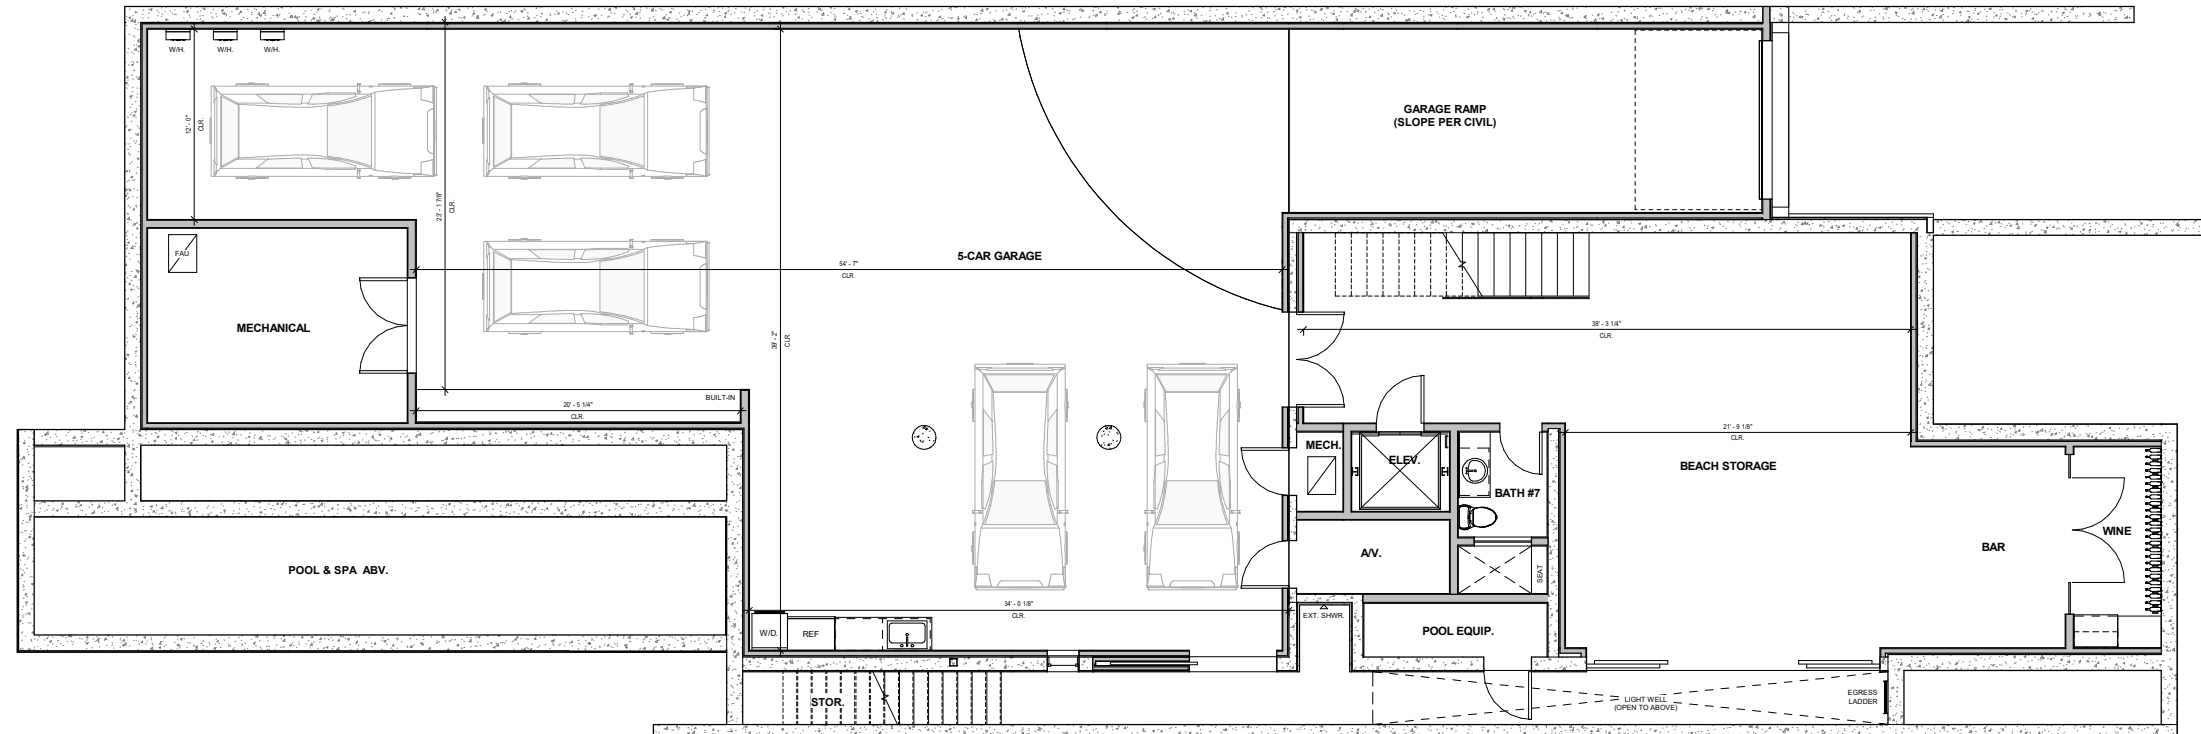 W/H.
W/H.
W/H.
12' - 0"
CLR.
23' - 1 7/8"
CLR.
GARAGE RAMP
(SLOPE PER CIVIL)
FAU
MECHANICAL
5-CAR GARAGE
54' - 7"
CLR.
39' - 2"
CLR.
38' - 3 1/4"
CLR.
BUILT-IN
20' - 5 1/4"
CLR.
21' - 9 1/8"
CLR.
MECH.
ELEV.
BATH #7
BEACH STORAGE
WINE
BAR
A/V.
SEAT
POOL & SPA ABV.
34' - 0 1/8"
CLR.
EXT. SHWR.
W/D.
REF
POOL EQUIP.
STOR.
LIGHT WELL
(OPEN TO ABOVE)
EGRESS
LADDER